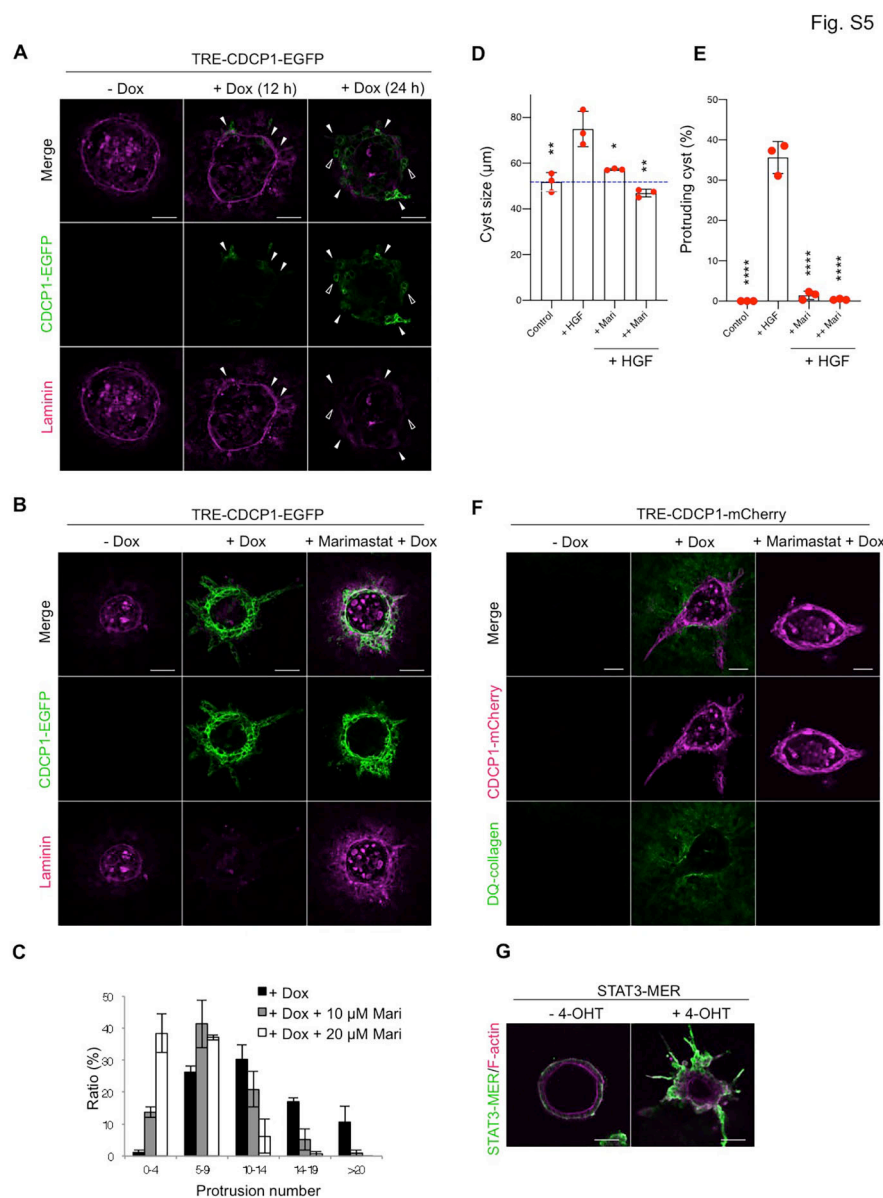 Fig. S5
A
TRE-CDCP1-EGFP
- Dox
+ Dox (12 h)
+ Dox (24 h)
Merge
CDCP1-EGFP
Laminin
B
TRE-CDCP1-EGFP
- Dox
+ Dox
+ Marimastat + Dox
Merge
CDCP1-EGFP
Laminin
C
Ratio (%)
50
40
30
20
10
0
+ Dox
+ Dox + 10 μM Mari
+ Dox + 20 μM Mari
0-4
5-9
10-14
14-19
>20
Protrusion number
D
Cyst size (μm)
80
60
40
20
0
**
*
**
Control
+ HGF
+ Mari
++ Mari
+ HGF
E
Protruding cyst (%)
50
40
30
20
10
0
****
****
****
Control
+ HGF
+ Mari
++ Mari
+ HGF
F
TRE-CDCP1-mCherry
- Dox
+ Dox
+ Marimastat + Dox
Merge
CDCP1-mCherry
DQ-collagen
G
STAT3-MER
- 4-OHT
+ 4-OHT
STAT3-MER/F-actin